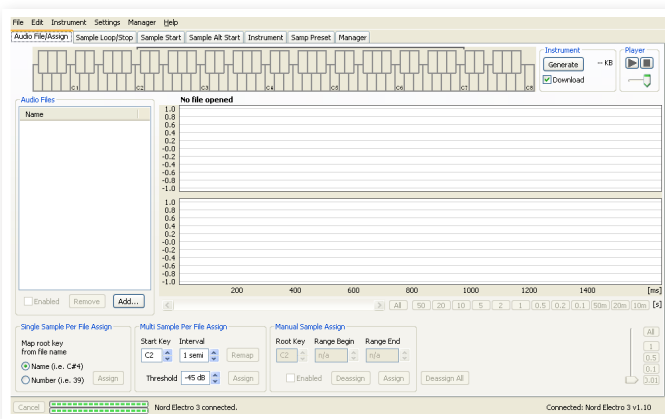 File Edit Instrument Settings Manager Help
Audio File/Assign Sample Loop/Stop Sample Start Sample Alt Start Instrument Samp Preset Manager
C1 C2 C3 C4 C5 C6 C7 C8
Instrument
Generate -- KB
Download
Player
Audio Files
Name
Enabled Remove Add...
No file opened
1.0
0.8
0.6
0.4
0.2
-0.0
-0.2
-0.4
-0.6
-0.8
-1.0
1.0
0.8
0.6
0.4
0.2
-0.0
-0.2
-0.4
-0.6
-0.8
-1.0
200 400 600 800 1000 1200 1400 [ms]
All 50 20 10 5 2 1 0.5 0.2 0.1 50m 20m 10m [s]
Single Sample Per File Assign
Map root key
from file name
Name (i.e. C#4)
Number (i.e. 39) Assign
Multi Sample Per File Assign
Start Key Interval
C2 1 semi Remap
Threshold -45 dB Assign
Manual Sample Assign
Root Key Range Begin Range End
C2 n/a n/a
Enabled Deassign Assign Deassign All
All
1
0.5
0.1
0.01
Cancel Nord Electro 3 connected. Connected: Nord Electro 3 v1.10